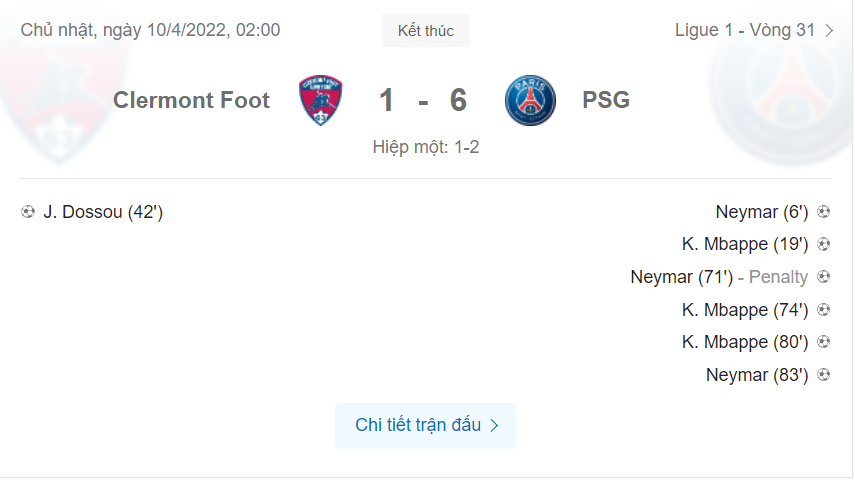 Chủ nhật, ngày 10/4/2022, 02:00 Kết thúc Ligue 1 - Vòng 31
Clermont Foot 1 - 6 PSG
Hiệp một: 1-2
J. Dossou (42') Neymar (6')
K. Mbappe (19')
Neymar (71') - Penalty
K. Mbappe (74')
K. Mbappe (80')
Neymar (83')
Chi tiết trận đấu